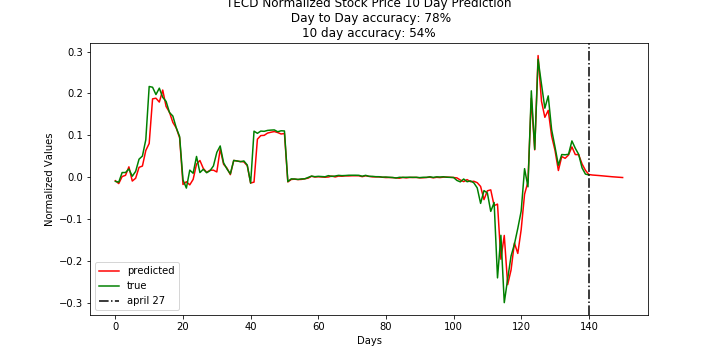 TECD Normalized Stock Price 10 Day Prediction
Day to Day accuracy: 78%
10 day accuracy: 54%
0.3
0.2
0.1
0.0
−0.1
−0.2
−0.3
Normalized Values
predicted
true
april 27
0 20 40 60 80 100 120 140
Days